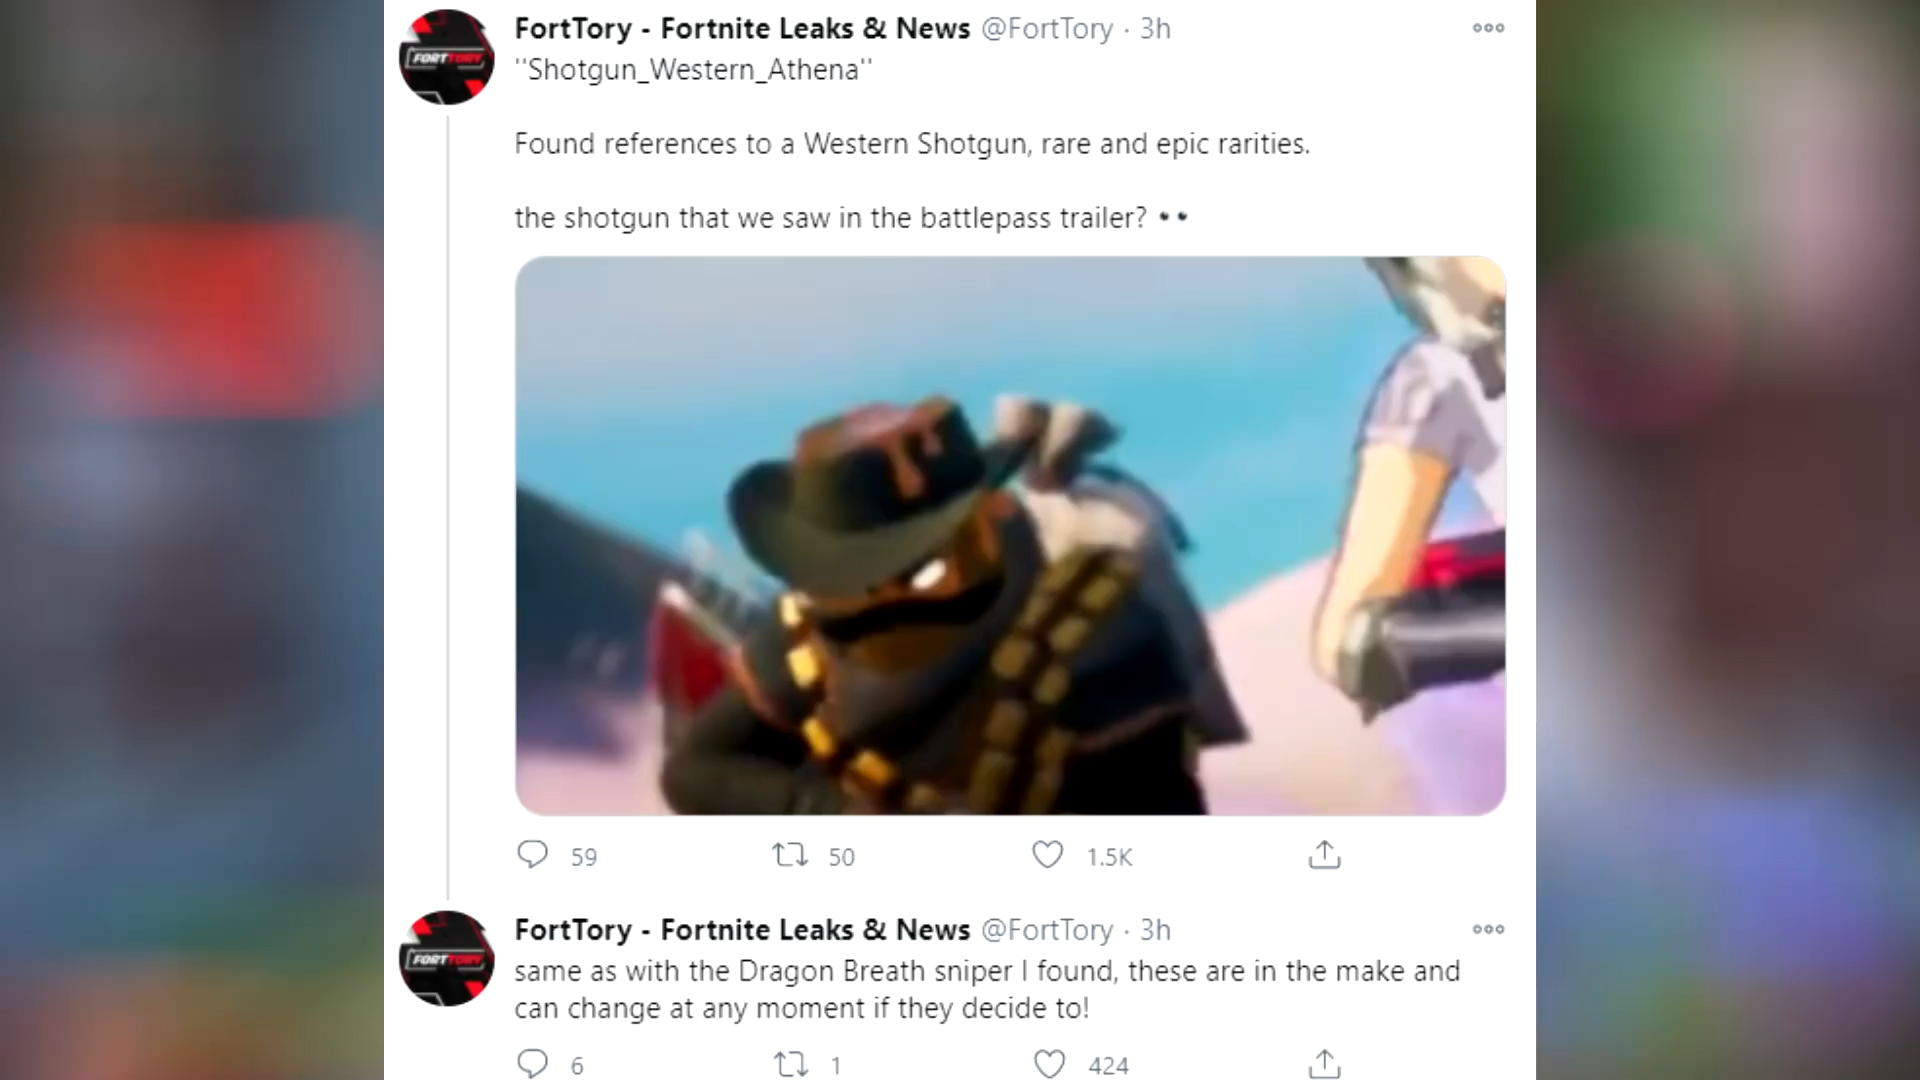 FortTory - Fortnite Leaks & News @FortTory · 3h
''Shotgun_Western_Athena''
Found references to a Western Shotgun, rare and epic rarities.
the shotgun that we saw in the battlepass trailer? 👀
59 50 1.5K
FortTory - Fortnite Leaks & News @FortTory · 3h
same as with the Dragon Breath sniper I found, these are in the make and
can change at any moment if they decide to!
6 1 424
FORTTORY
FORTTORY